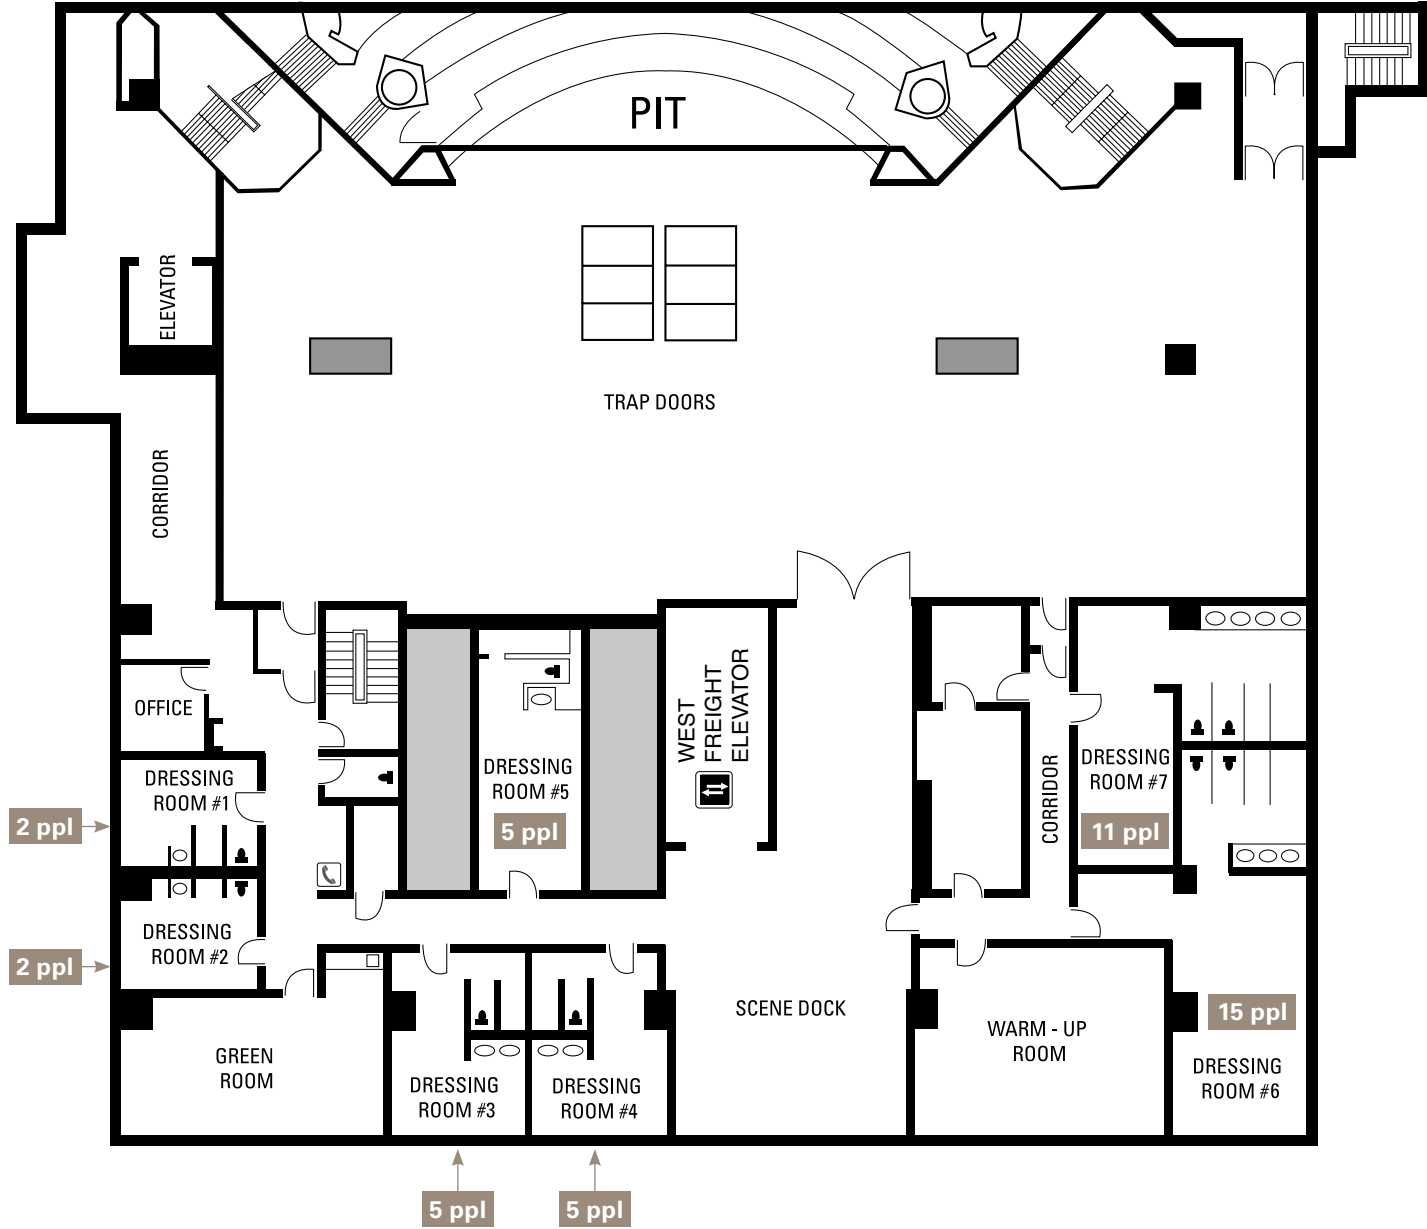 PIT
ELEVATOR
TRAP DOORS
CORRIDOR
OFFICE
WEST
FREIGHT
ELEVATOR
DRESSING
ROOM #1
2 ppl
DRESSING
ROOM #5
5 ppl
CORRIDOR
DRESSING
ROOM #7
11 ppl
DRESSING
ROOM #2
2 ppl
SCENE DOCK
WARM - UP
ROOM
15 ppl
DRESSING
ROOM #6
GREEN
ROOM
DRESSING
ROOM #3
DRESSING
ROOM #4
5 ppl
5 ppl